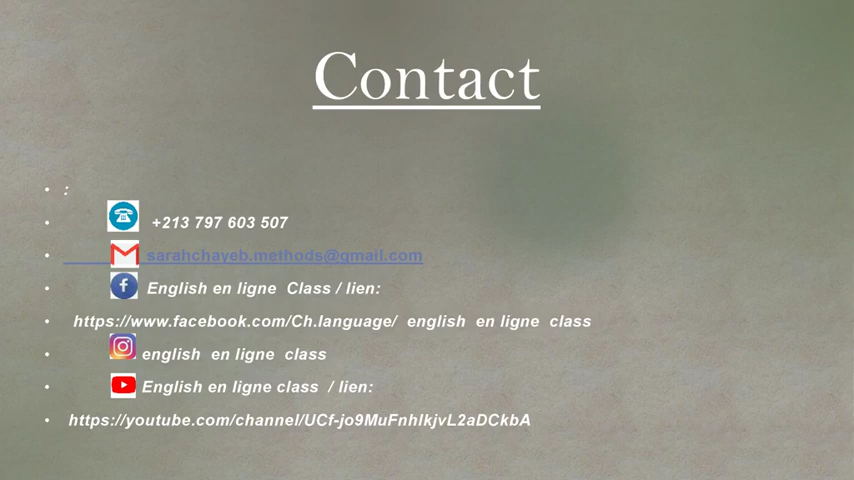 Contact
• :
• +213 797 603 507
• sarahchayeb.methods@gmail.com
• English en ligne Class / lien:
• https://www.facebook.com/Ch.language/ english en ligne class
• english en ligne class
• English en ligne class / lien:
• https://youtube.com/channel/UCf-jo9MuFnhIkjvL2aDCkbA